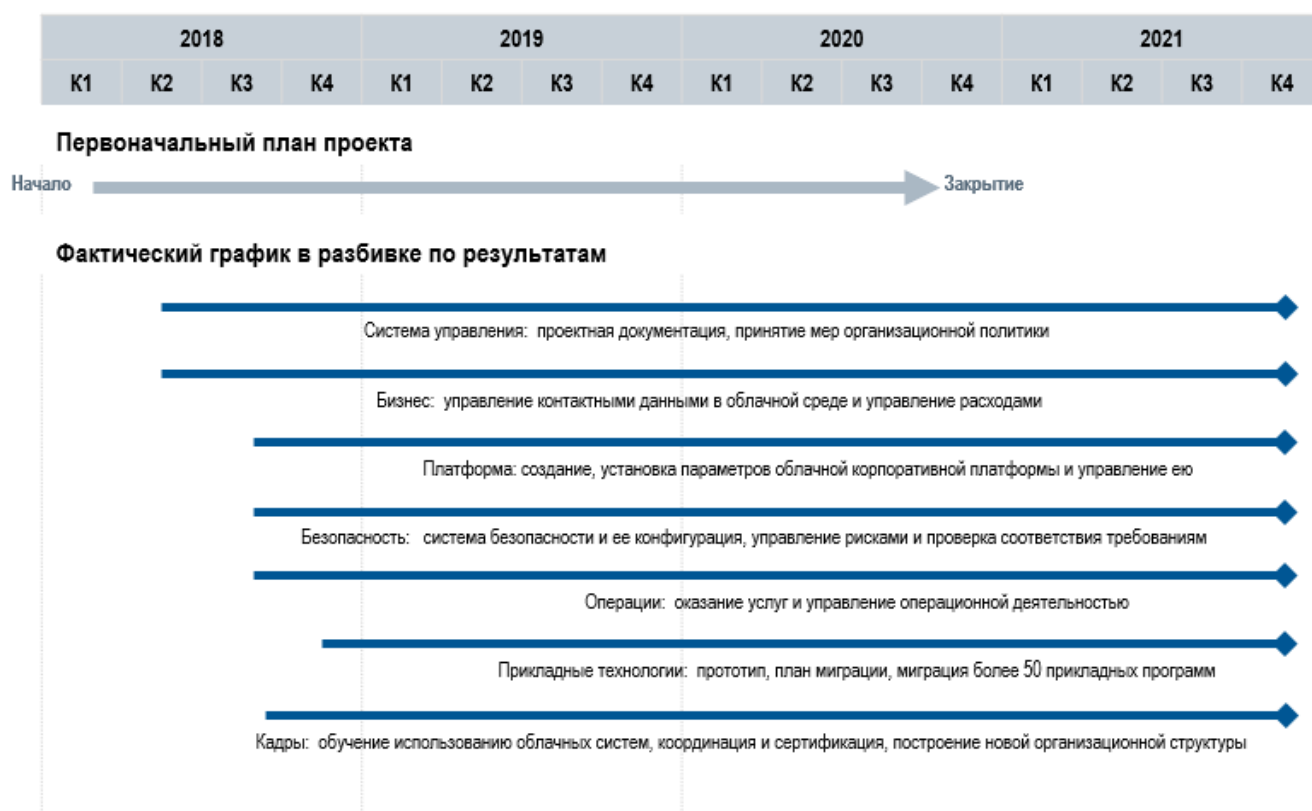 2018 2019 2020 2021
К1 К2 К3 К4 К1 К2 К3 К4 К1 К2 К3 К4 К1 К2 К3 К4
Первоначальный план проекта
Начало Закрытие
Фактический график в разбивке по результатам
Система управления: проектная документация, принятие мер организационной политики
Бизнес: управление контактными данными в облачной среде и управление расходами
Платформа: создание, установка параметров облачной корпоративной платформы и управление ею
Безопасность: система безопасности и ее конфигурация, управление рисками и проверка соответствия требованиям
Операции: оказание услуг и управление операционной деятельностью
Прикладные технологии: прототип, план миграции, миграция более 50 прикладных программ
Кадры: обучение использованию облачных систем, координация и сертификация, построение новой организационной структуры